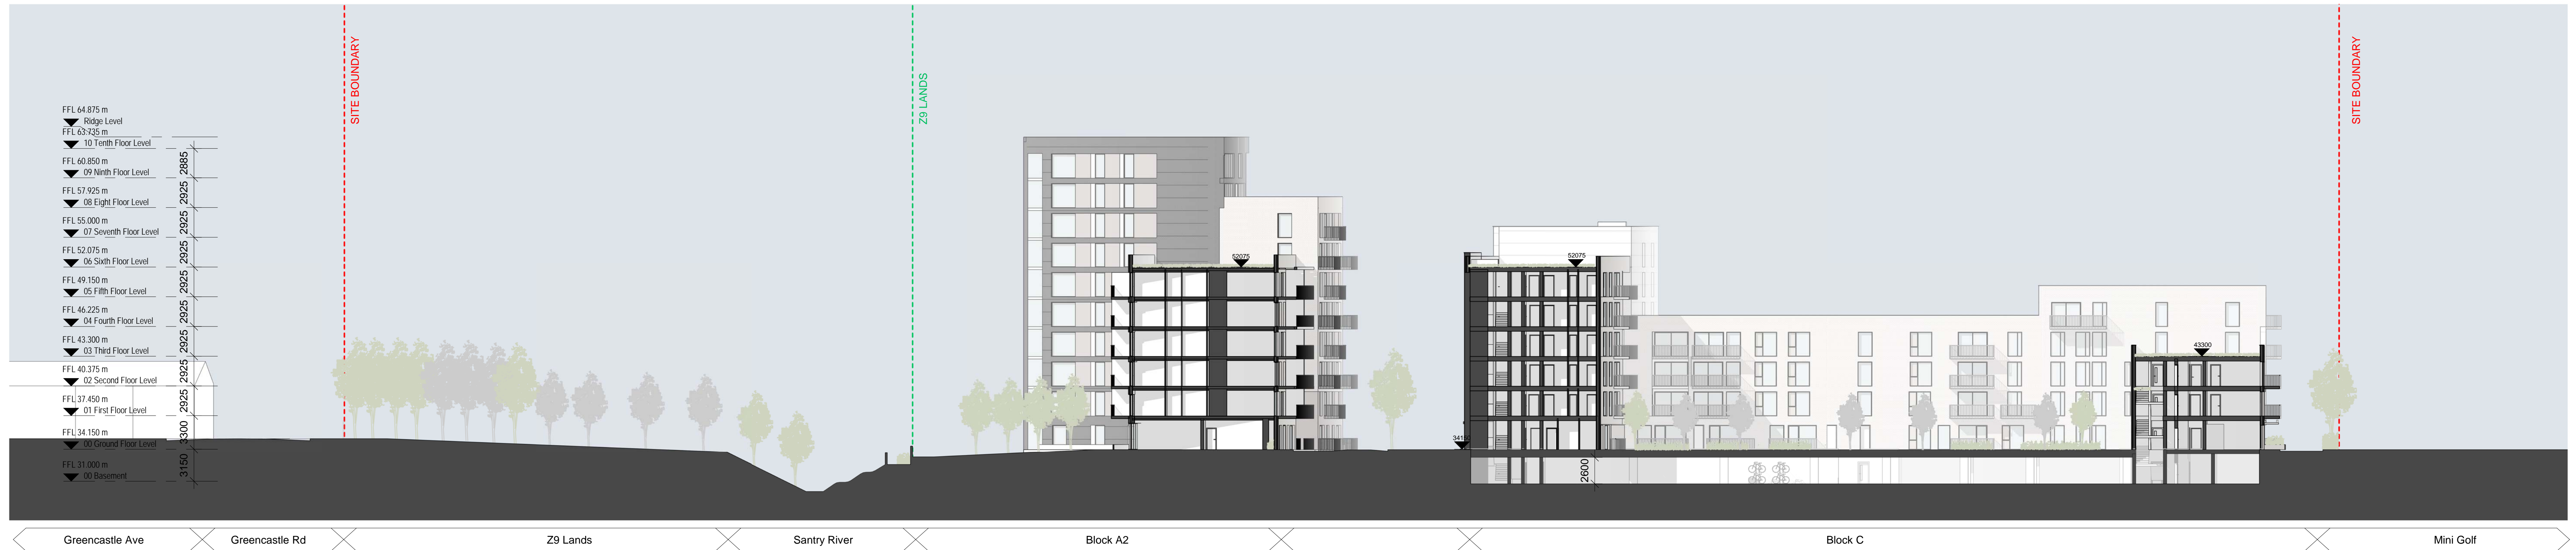 SITE BOUNDARY
Z9 LANDS
SITE BOUNDARY
FFL 64.875 m
Ridge Level
FFL 63.735 m
10 Tenth Floor Level
2885
FFL 60.850 m
09 Ninth Floor Level
2925
FFL 57.925 m
08 Eight Floor Level
2925
FFL 55.000 m
07 Seventh Floor Level
2925
FFL 52.075 m
06 Sixth Floor Level
2925
FFL 49.150 m
05 Fifth Floor Level
2925
FFL 46.225 m
04 Fourth Floor Level
2925
FFL 43.300 m
03 Third Floor Level
2925
FFL 40.375 m
02 Second Floor Level
2925
FFL 37.450 m
01 First Floor Level
3300
FFL 34.150 m
00 Ground Floor Level
3150
FFL 31.000 m
00 Basement
52075
52075
43300
2600
Greencastle Ave
Greencastle Rd
Z9 Lands
Santry River
Block A2
Block C
Mini Golf